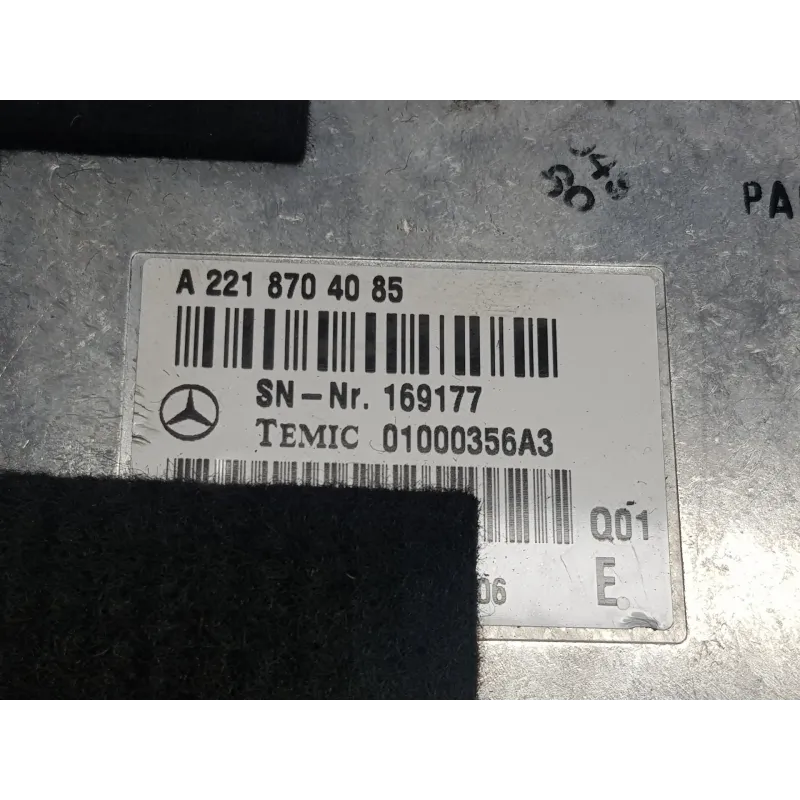 PA
A 221 870 40 85
SN-Nr. 169177
TEMIC 01000356A3
Q01
06 E.